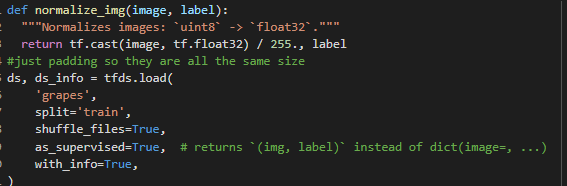 def normalize_img(image, label):
2 """Normalizes images: `uint8` -> `float32`."""
3 return tf.cast(image, tf.float32) / 255., label
#just padding so they are all the same size
ds, ds_info = tfds.load(
'grapes',
split='train',
shuffle_files=True,
as_supervised=True, # returns `(img, label)` instead of dict(image=, ...)
with_info=True,
)